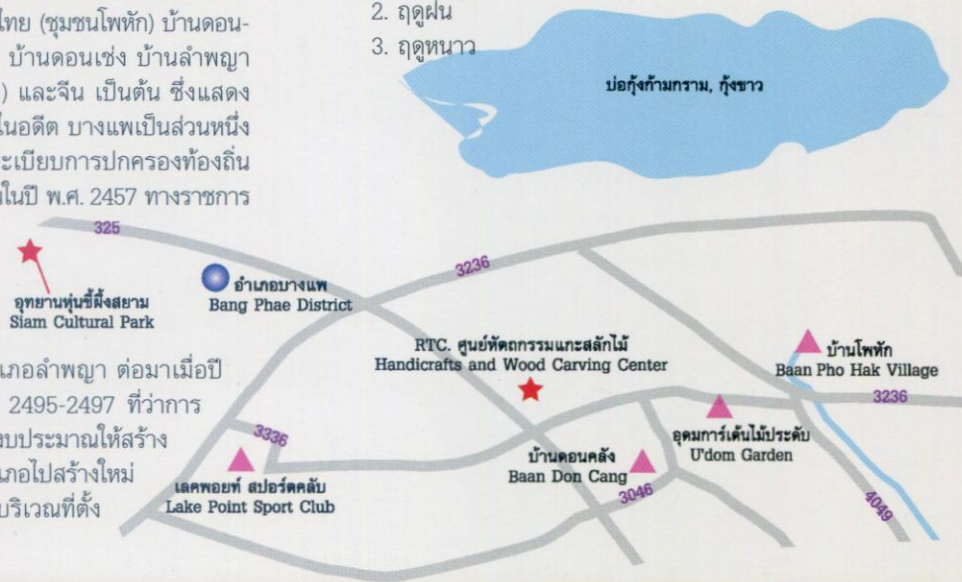 ไทย (ชุมชนโพหัก) บ้านดอน-
บ้านดอนเซ่ง บ้านลำพญา
) และจีน เป็นต้น ซึ่งแสดง
ในอดีต บางแพเป็นส่วนหนึ่ง
ะเบียบการปกครองท้องถิ่น
นในปี พ.ศ. 2457 ทางราชการ
2. ฤดูฝน
3. ฤดูหนาว
บ่อกุ้งก้ามกราม, กุ้งขาว
325
อุทยานหุ่นขี้ผึ้งสยาม
Siam Cultural Park
อำเภอบางแพ
Bang Phae District
3236
RTC. ศูนย์หัตถกรรมแกะสลักไม้
Handicrafts and Wood Carving Center
บ้านโพหัก
Baan Pho Hak Village
3236
เภอลำพญา ต่อมาเมื่อปี
2495-2497 ที่ว่าการ
งบประมาณให้สร้าง
เภอไปสร้างใหม่
บริเวณที่ตั้ง
3336
เลคพอยท์ สปอร์ตคลับ
Lake Point Sport Club
บ้านดอนคลัง
Baan Don Cang
3046
อุดมการ์เด้นไม้ประดับ
U'dom Garden
4049